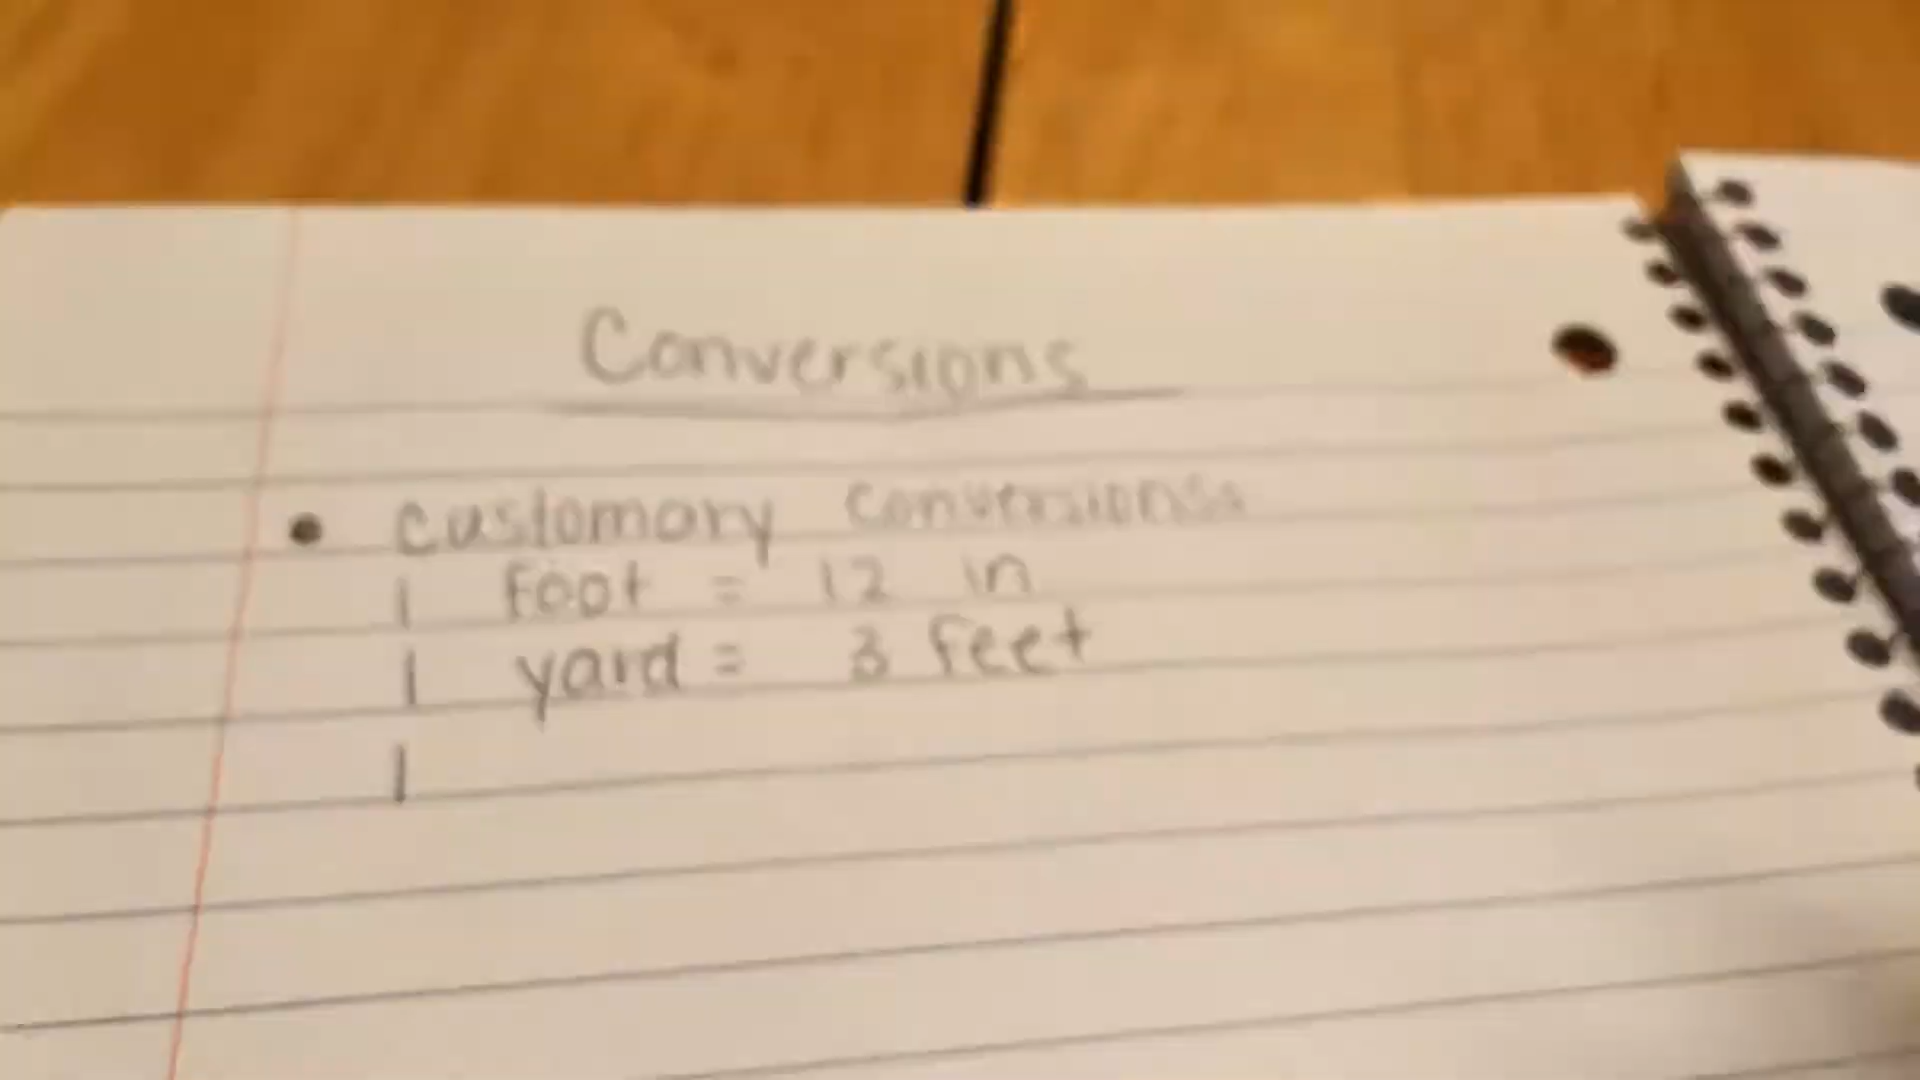 Conversions
• Customary conversions:
1 Foot = 12 in
1 yard = 3 feet
1